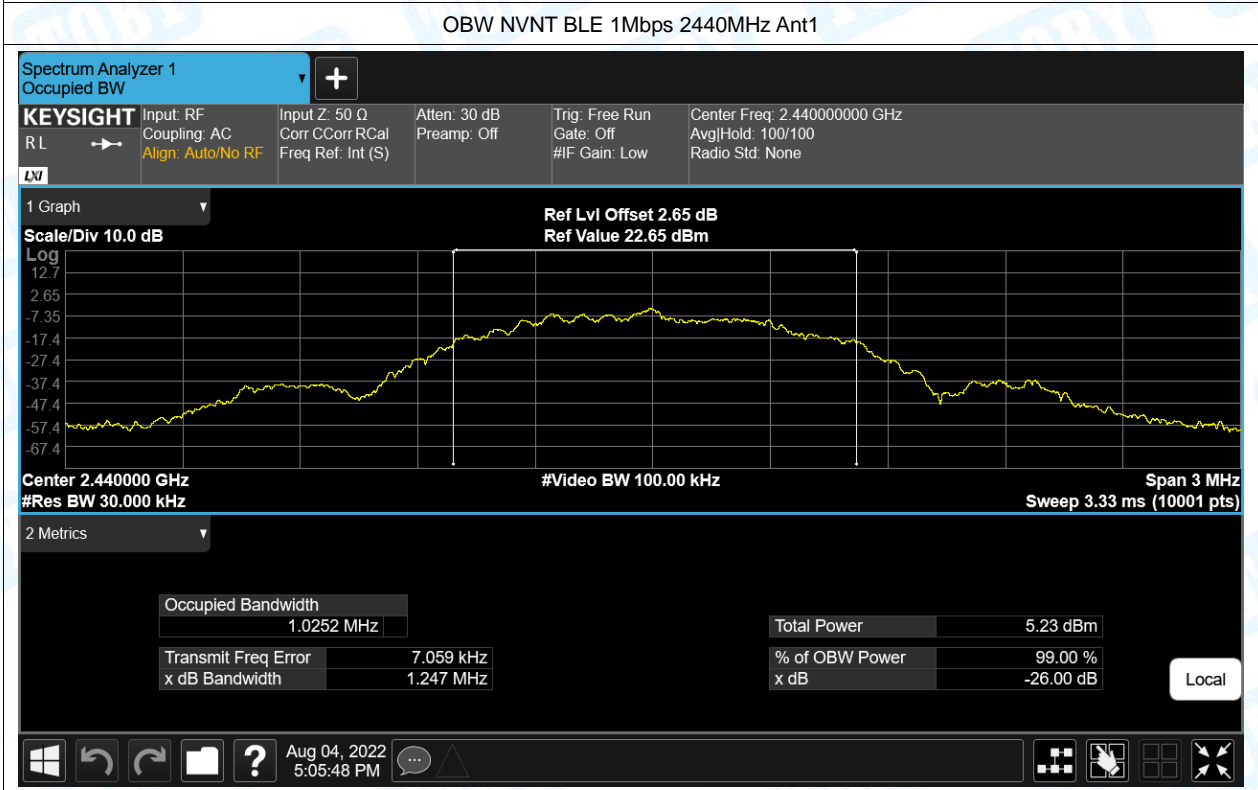 OBW NVNT BLE 1Mbps 2440MHz Ant1
Spectrum Analyzer 1
Occupied BW
KEYSIGHT
RL
LXI
Input: RF
Coupling: AC
Align: Auto/No RF
Input Z: 50 Ω
Corr CCorr RCal
Freq Ref: Int (S)
Atten: 30 dB
Preamp: Off
Trig: Free Run
Gate: Off
#IF Gain: Low
Center Freq: 2.440000000 GHz
Avg|Hold: 100/100
Radio Std: None
1 Graph
Scale/Div 10.0 dB
Ref Lvl Offset 2.65 dB
Ref Value 22.65 dBm
Log
12.7
2.65
-7.35
-17.4
-27.4
-37.4
-47.4
-57.4
-67.4
Center 2.440000 GHz
#Video BW 100.00 kHz
Span 3 MHz
#Res BW 30.000 kHz
Sweep 3.33 ms (10001 pts)
2 Metrics
Occupied Bandwidth
1.0252 MHz
Total Power 5.23 dBm
Transmit Freq Error 7.059 kHz
% of OBW Power 99.00 %
x dB Bandwidth 1.247 MHz
x dB -26.00 dB
Local
?
Aug 04, 2022
5:05:48 PM